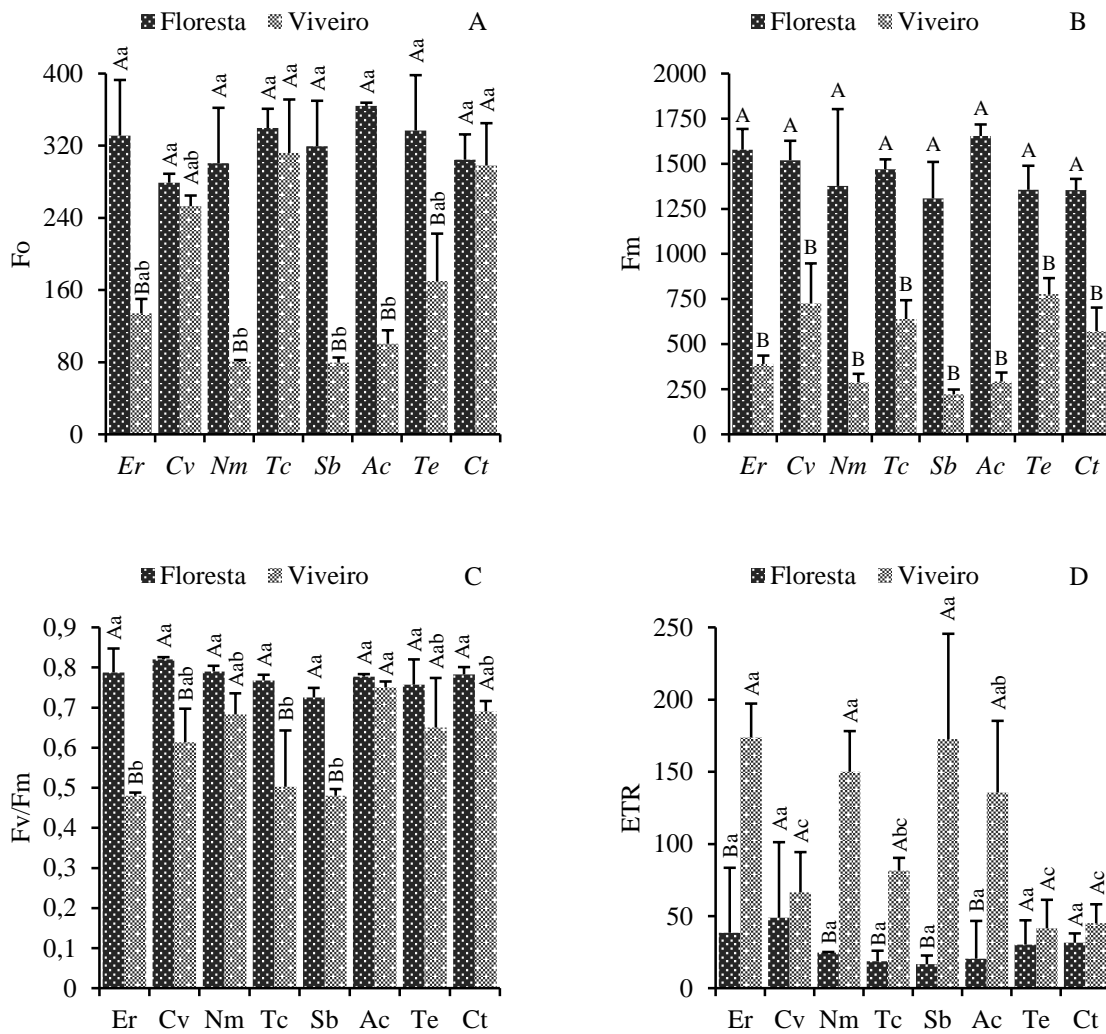 Floresta Viveiro A
Aa Aa Aa Aa Aa Aa Aa Aa
Bab Aab Bb Aa Bb Bb Bab Aa
400
320
240
160
80
0
Fo
Er Cv Nm Tc Sb Ac Te Ct
Floresta Viveiro B
A A A A A A A A
B B B B B B B B
2000
1750
1500
1250
1000
750
500
250
0
Fm
Er Cv Nm Tc Sb Ac Te Ct
Floresta Viveiro C
Aa Aa Aa Aa Aa Aa Aa Aa
Bb Bab Aab Bb Bb Aa Aab Aab
0,9
0,8
0,7
0,6
0,5
0,4
0,3
0,2
0,1
0
Fv/Fm
Er Cv Nm Tc Sb Ac Te Ct
Floresta Viveiro D
Ba Aa Ba Ba Ba Ba Aa Aa
Aa Ac Aa Abc Aa Aab Ac Ac
250
200
150
100
50
0
ETR
Er Cv Nm Tc Sb Ac Te Ct